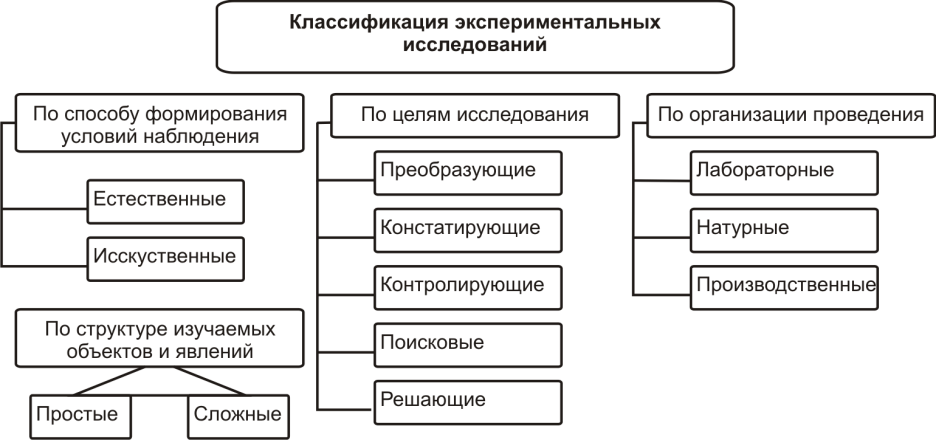 Классификация экспериментальных
исследований
По способу формирования
условий наблюдения
Естественные
Исскуственные
По структуре изучаемых
объектов и явлений
Простые
Сложные
По целям исследования
Преобразующие
Констатирующие
Контролирующие
Поисковые
Решающие
По организации проведения
Лабораторные
Натурные
Производственные